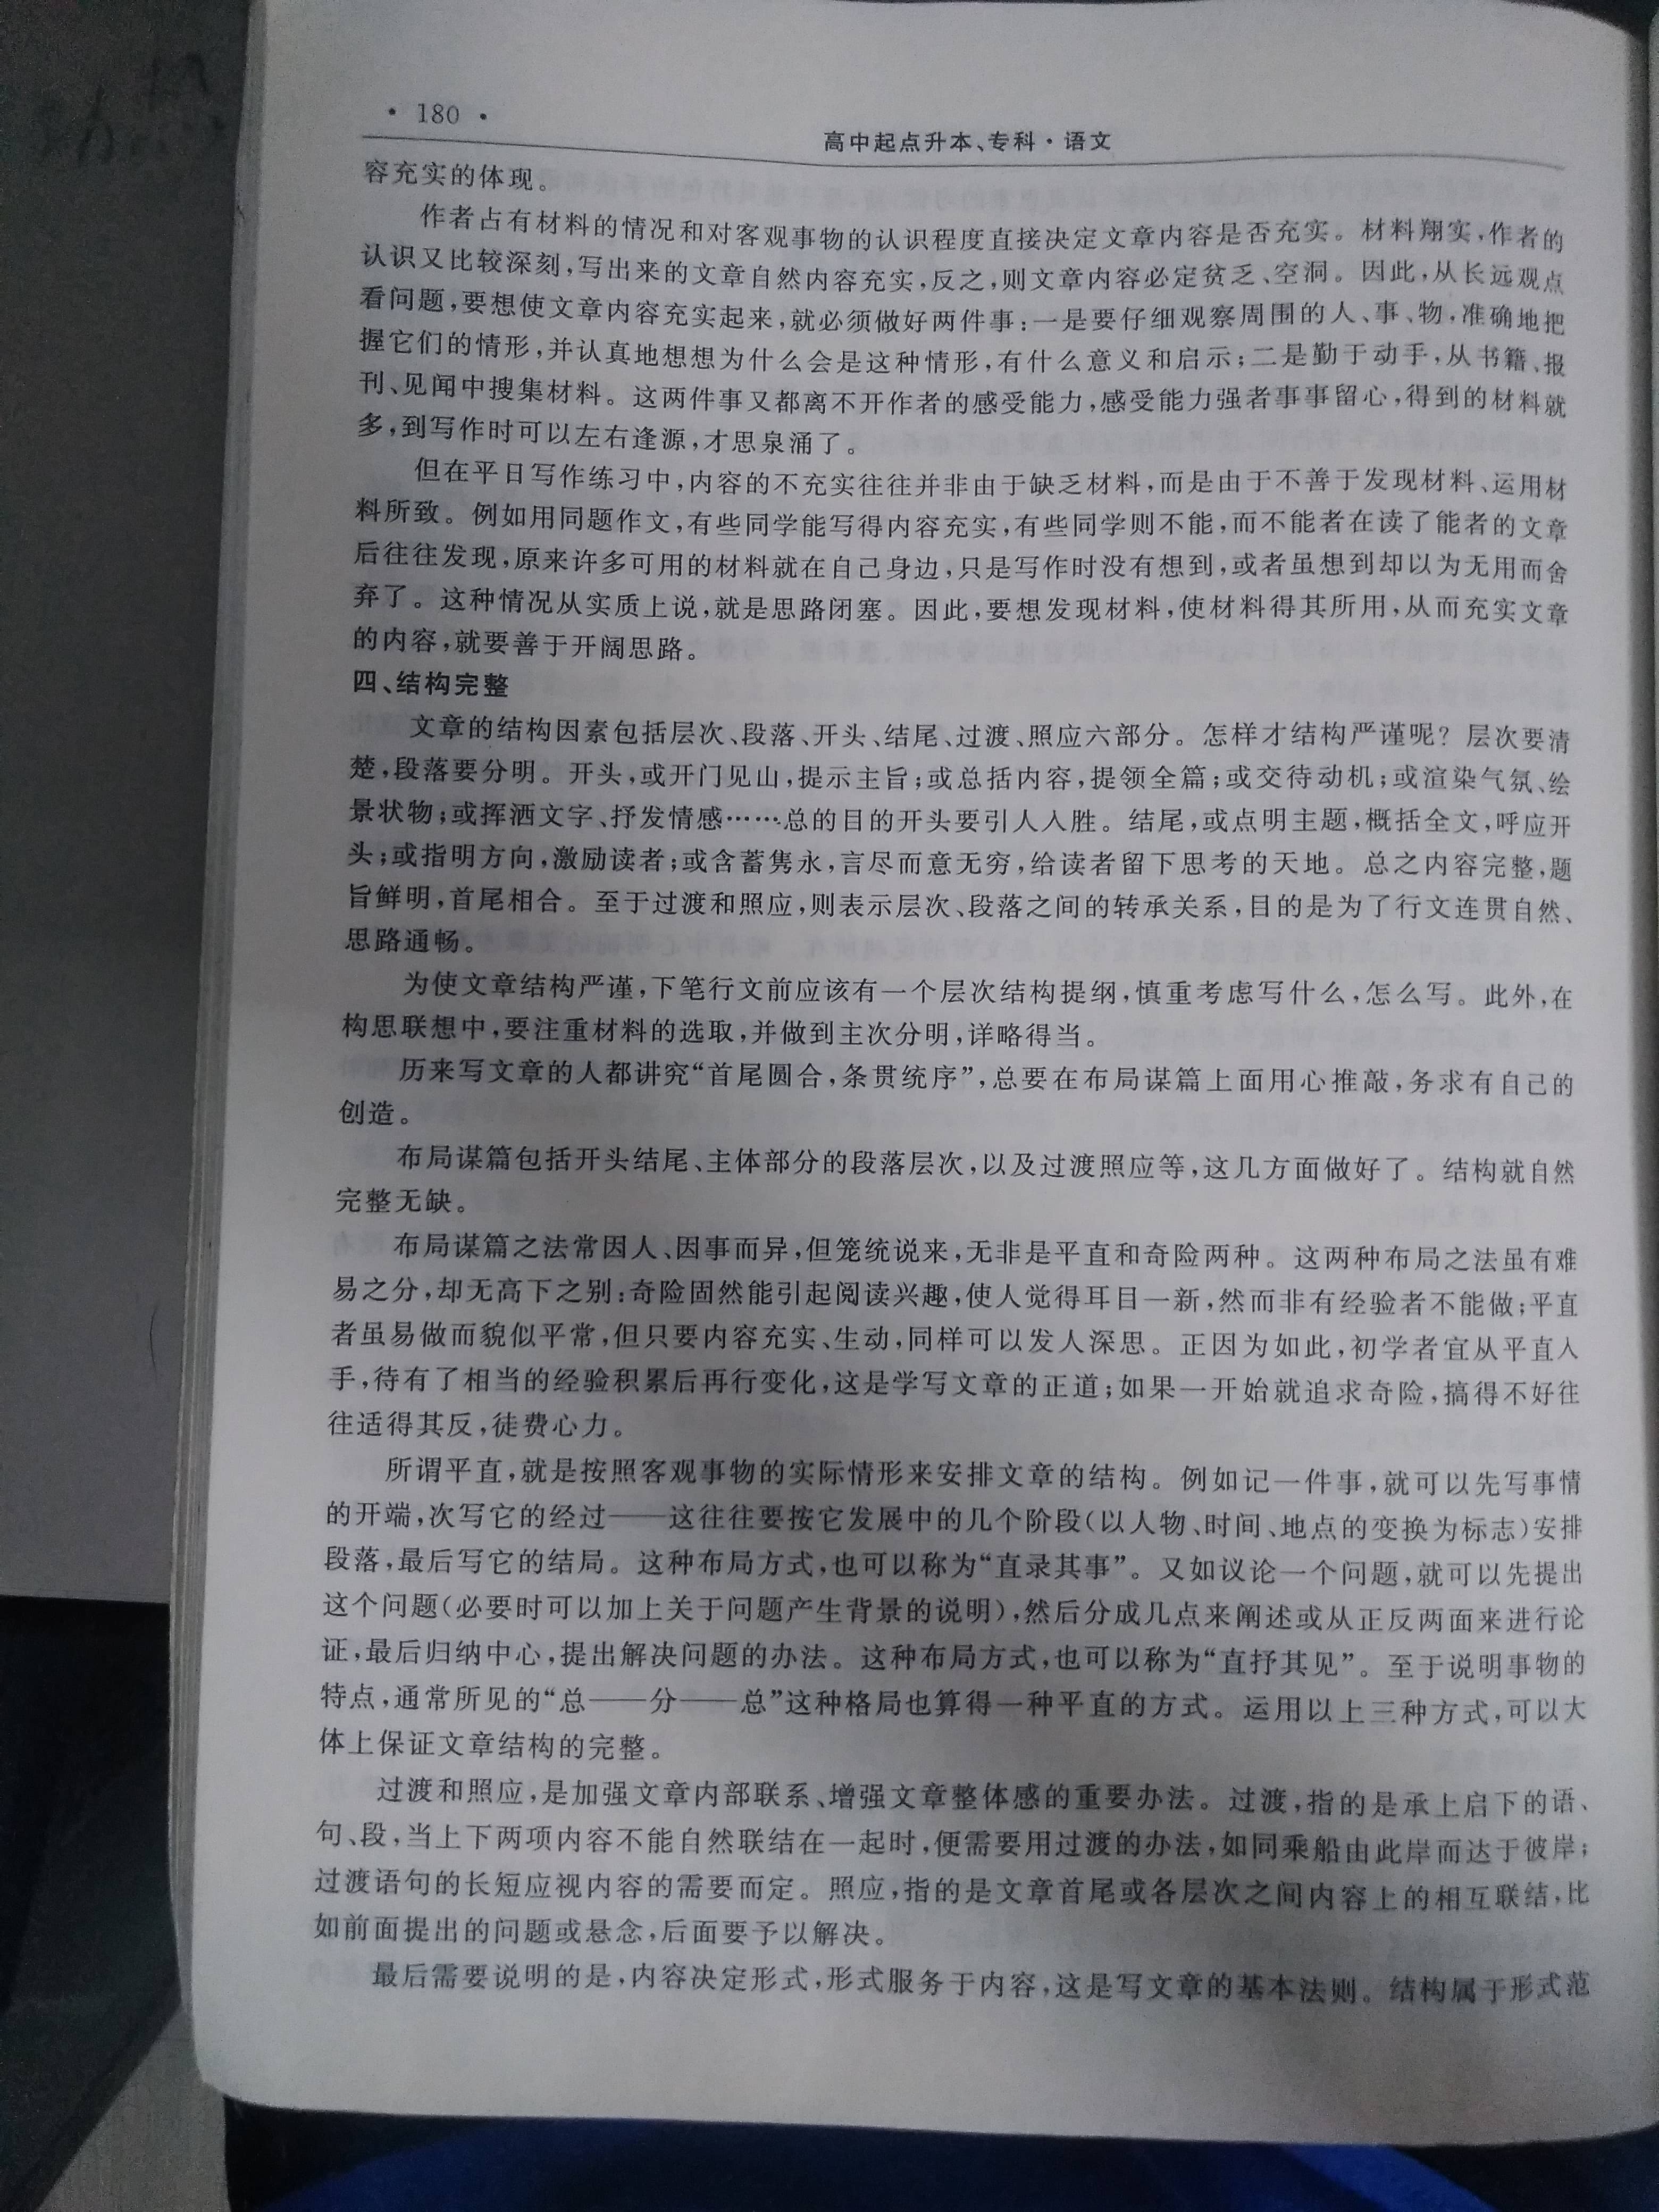 · 180 ·
高中起点升本、专科·语文
容充实的体现。
作者占有材料的情况和对客观事物的认识程度直接决定文章内容是否充实。材料翔实,作者的
认识又比较深刻,写出来的文章自然内容充实,反之,则文章内容必定贫乏、空洞。因此,从长远观点
看问题,要想使文章内容充实起来,就必须做好两件事:一是要仔细观察周围的人、事、物,准确地把
握它们的情形,并认真地想想为什么会是这种情形,有什么意义和启示;二是勤于动手,从书籍、报
刊、见闻中搜集材料。这两件事又都离不开作者的感受能力,感受能力强者事事留心,得到的材料就
多,到写作时可以左右逢源,才思泉涌了。
但在平日写作练习中,内容的不充实往往并非由于缺乏材料,而是由于不善于发现材料、运用材
料所致。例如用同题作文,有些同学能写得内容充实,有些同学则不能,而不能者在读了能者的文章
后往往发现,原来许多可用的材料就在自己身边,只是写作时没有想到,或者虽想到却以为无用而舍
弃了。这种情况从实质上说,就是思路闭塞。因此,要想发现材料,使材料得其所用,从而充实文章
的内容,就要善于开阔思路。
四、结构完整
文章的结构因素包括层次、段落、开头、结尾、过渡、照应六部分。怎样才结构严谨呢?层次要清
楚,段落要分明。开头,或开门见山,提示主旨;或总括内容,提领全篇;或交待动机;或渲染气氛、绘
景状物;或挥洒文字、抒发情感……总的目的开头要引人入胜。结尾,或点明主题,概括全文,呼应开
头;或指明方向,激励读者;或含蓄隽永,言尽而意无穷,给读者留下思考的天地。总之内容完整,题
旨鲜明,首尾相合。至于过渡和照应,则表示层次、段落之间的转承关系,目的是为了行文连贯自然、
思路通畅。
为使文章结构严谨,下笔行文前应该有一个层次结构提纲,慎重考虑写什么,怎么写。此外,在
构思联想中,要注重材料的选取,并做到主次分明,详略得当。
历来写文章的人都讲究“首尾圆合,条贯统序”,总要在布局谋篇上面用心推敲,务求有自己的
创造。
布局谋篇包括开头结尾、主体部分的段落层次,以及过渡照应等,这几方面做好了。结构就自然
完整无缺。
布局谋篇之法常因人、因事而异,但笼统说来,无非是平直和奇险两种。这两种布局之法虽有难
易之分,却无高下之别:奇险固然能引起阅读兴趣,使人觉得耳目一新,然而非有经验者不能做;平直
者虽易做而貌似平常,但只要内容充实、生动,同样可以发人深思。正因为如此,初学者宜从平直入
手,待有了相当的经验积累后再行变化,这是学写文章的正道;如果一开始就追求奇险,搞得不好往
往适得其反,徒费心力。
所谓平直,就是按照客观事物的实际情形来安排文章的结构。例如记一件事,就可以先写事情
的开端,次写它的经过——这往往要按它发展中的几个阶段(以人物、时间、地点的变换为标志)安排
段落,最后写它的结局。这种布局方式,也可以称为“直录其事”。又如议论一个问题,就可以先提出
这个问题(必要时可以加上关于问题产生背景的说明),然后分成几点来阐述或从正反两面来进行论
证,最后归纳中心,提出解决问题的办法。这种布局方式,也可以称为“直抒其见”。至于说明事物的
特点,通常所见的“总——分——总”这种格局也算得一种平直的方式。运用以上三种方式,可以大
体上保证文章结构的完整。
过渡和照应,是加强文章内部联系、增强文章整体感的重要办法。过渡,指的是承上启下的语、
句、段,当上下两项内容不能自然联结在一起时,便需要用过渡的办法,如同乘船由此岸而达于彼岸;
过渡语句的长短应视内容的需要而定。照应,指的是文章首尾或各层次之间内容上的相互联结,比
如前面提出的问题或悬念,后面要予以解决。
最后需要说明的是,内容决定形式,形式服务于内容,这是写文章的基本法则。结构属于形式范